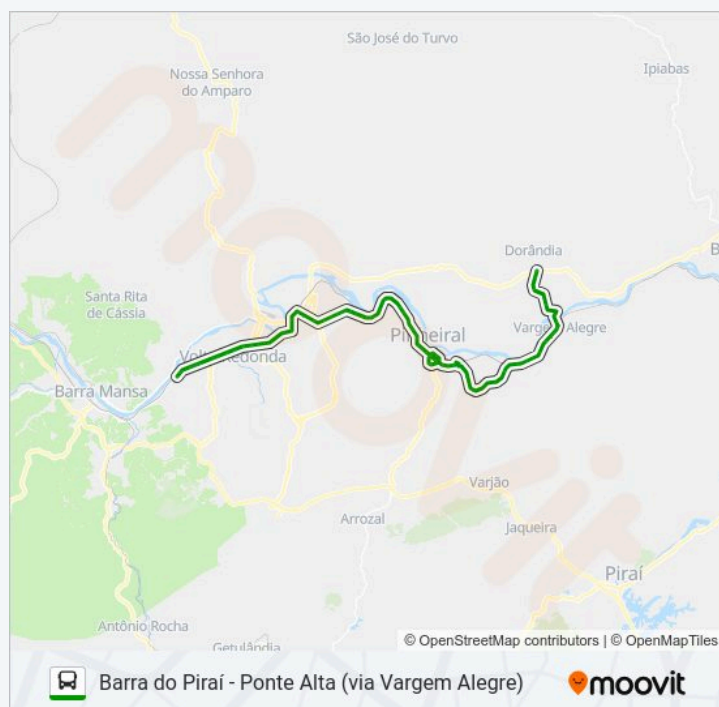 São José do Turvo
Ipiabas
Nossa Senhora
do Amparo
Dorândia
B
Santa Rita
de Cássia
Vargem Alegre
Pinheiral
Volta Redonda
Barra Mansa
Varjão
Arrozal
Jaqueira
Piraí
Antônio Rocha
Getulândia
moovit
© OpenStreetMap contributors | © OpenMapTiles
Barra do Piraí - Ponte Alta (via Vargem Alegre)
moovit